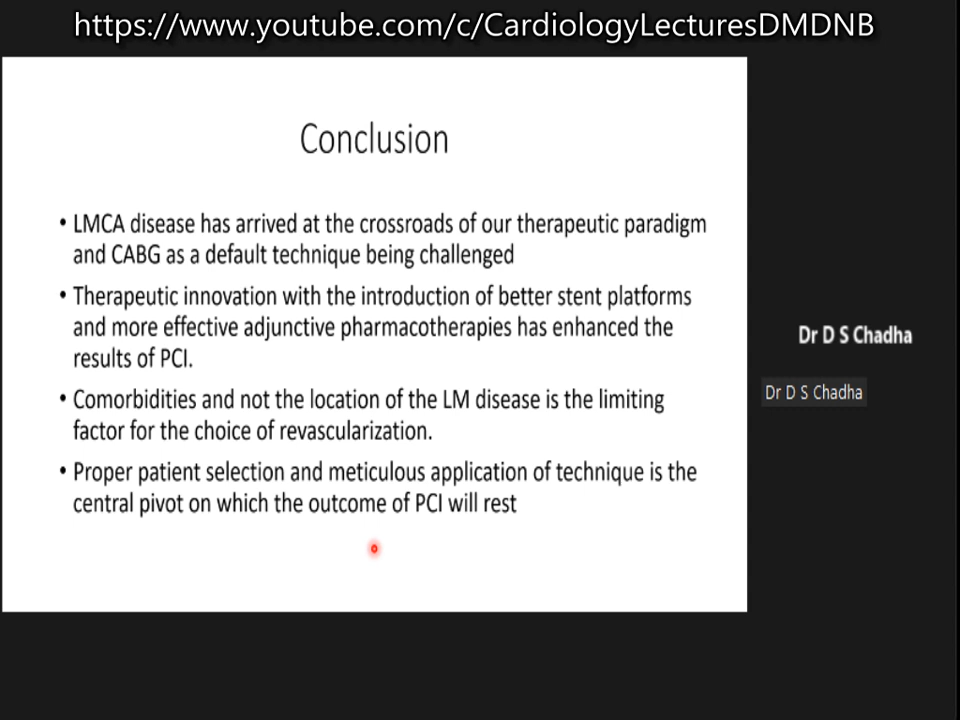 https://www.youtube.com/c/CardiologyLecturesDMDNB
Conclusion
• LMCA disease has arrived at the crossroads of our therapeutic paradigm
and CABG as a default technique being challenged
• Therapeutic innovation with the introduction of better stent platforms
and more effective adjunctive pharmacotherapies has enhanced the
results of PCI.
• Comorbidities and not the location of the LM disease is the limiting
factor for the choice of revascularization.
• Proper patient selection and meticulous application of technique is the
central pivot on which the outcome of PCI will rest
Dr D S Chadha
Dr D S Chadha